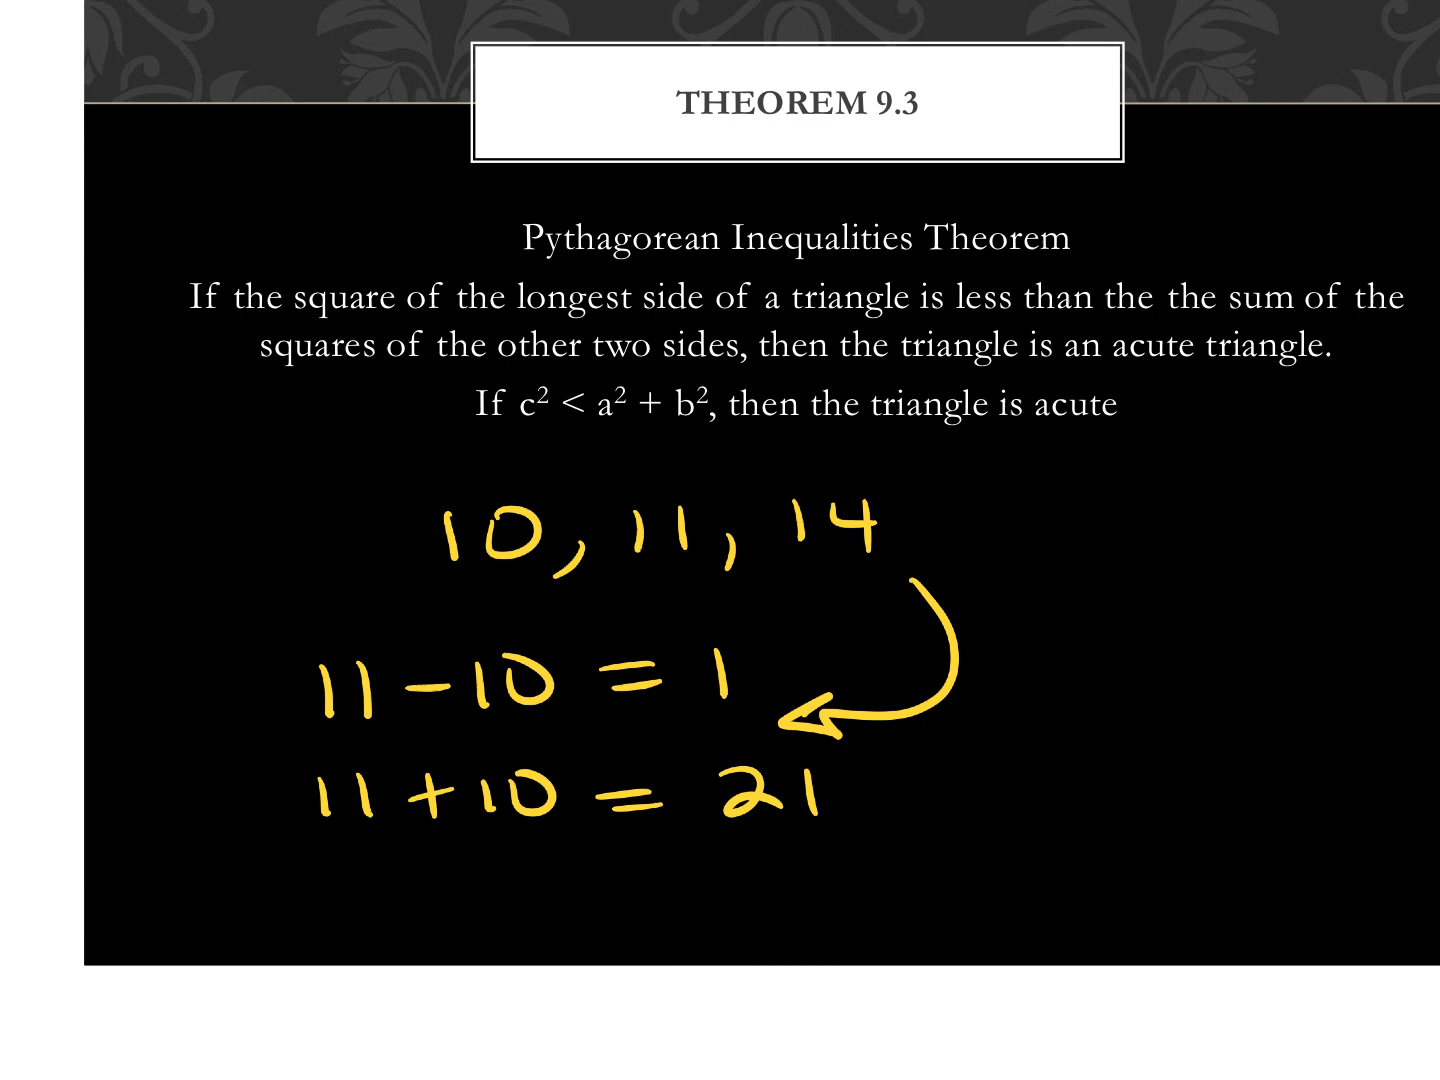 THEOREM 9.3
Pythagorean Inequalities Theorem
If the square of the longest side of a triangle is less than the the sum of the
squares of the other two sides, then the triangle is an acute triangle.
If c² < a² + b², then the triangle is acute
10, 11, 14
11 - 10 = 1
11 + 10 = 21